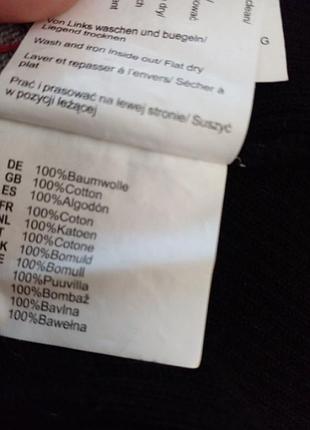 clean/
G
Von Links waschen und buegeln/
Liegend trocknen
Wash and iron inside out/ Flat dry
Laver et repasser à l'envers/ Sécher à
plat
Prać i prasować na lewej stronie/ Suszyć
w pozycji leżącej
DE 100%Baumwolle
GB 100%Cotton
ES 100%Algodón
FR 100%Coton
NL 100%Katoen
T 100%Cotone
K 100%Bomuld
E 100%Bomull
100%Puuvilla
100%Bombaž
100%Bavlna
100%Bawełna